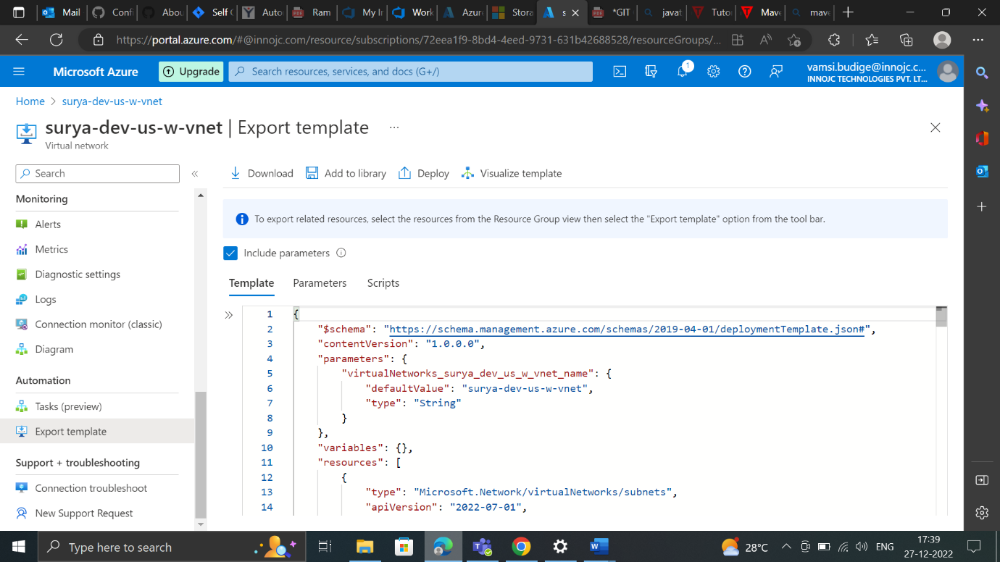 Mail
Confi
Abou
Self C
Auto
Ram
My In
Work
Azur
Stora
s
*GIT
javat
Tuto
Mave
mave
https://portal.azure.com/#@innojc.com/resource/subscriptions/72eea1f9-8bd4-4eed-9731-631b42688528/resourceGroups/...
Microsoft Azure
Upgrade
Search resources, services, and docs (G+/)
1
vamsi.budige@innojc.c...
INNOJC TECHNOLOGIES PVT. LT...
Home > surya-dev-us-w-vnet
surya-dev-us-w-vnet | Export template ...
Virtual network
Search
«
Download
Add to library
Deploy
Visualize template
Monitoring
Alerts
Metrics
Diagnostic settings
Logs
Connection monitor (classic)
Diagram
Automation
Tasks (preview)
Export template
Support + troubleshooting
Connection troubleshoot
New Support Request
To export related resources, select the resources from the Resource Group view then select the "Export template" option from the tool bar.
Include parameters
Template Parameters Scripts
»
1 {
2 "$schema": "https://schema.management.azure.com/schemas/2019-04-01/deploymentTemplate.json#",
3 "contentVersion": "1.0.0.0",
4 "parameters": {
5 "virtualNetworks_surya_dev_us_w_vnet_name": {
6 "defaultValue": "surya-dev-us-w-vnet",
7 "type": "String"
8 }
9 },
10 "variables": {},
11 "resources": [
12 {
13 "type": "Microsoft.Network/virtualNetworks/subnets",
14 "apiVersion": "2022-07-01",
Type here to search
28°C
ENG
17:39
27-12-2022